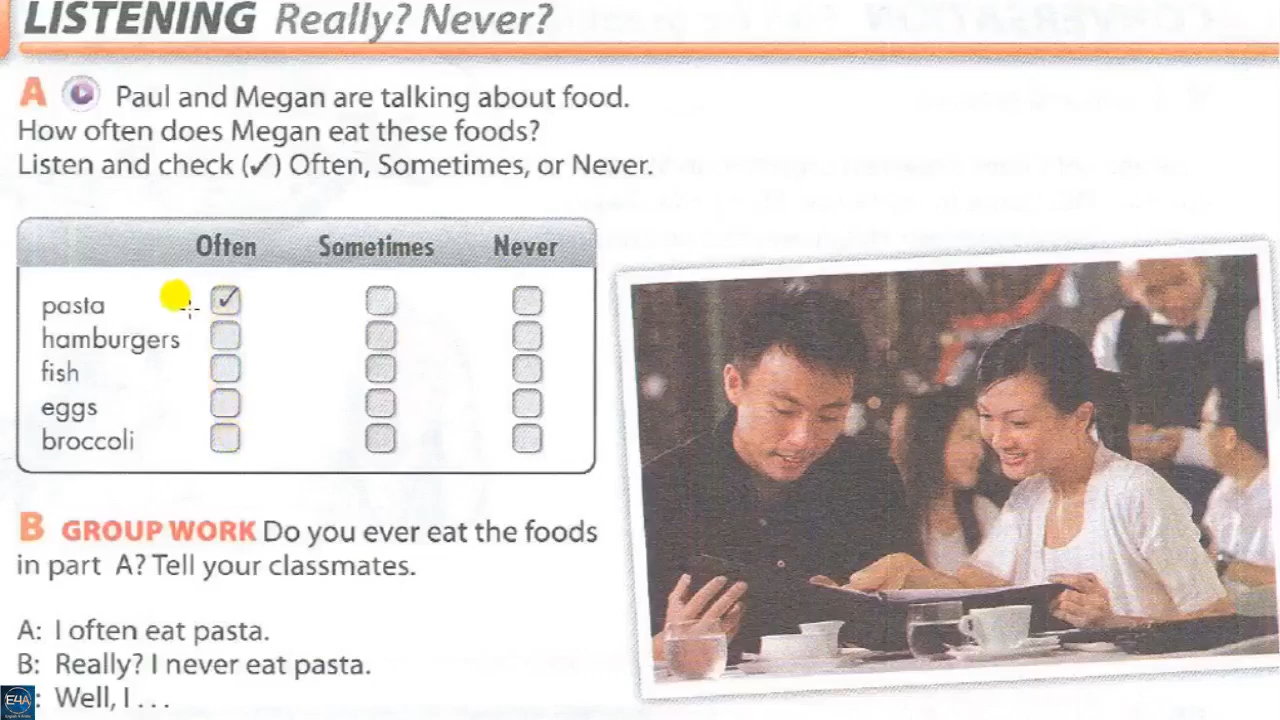 LISTENING Really? Never?
A Paul and Megan are talking about food.
How often does Megan eat these foods?
Listen and check (✓) Often, Sometimes, or Never.
Often Sometimes Never
pasta ✓
hamburgers
fish
eggs
broccoli
B GROUP WORK Do you ever eat the foods
in part A? Tell your classmates.
A: I often eat pasta.
B: Really? I never eat pasta.
: Well, I . . .
E4A